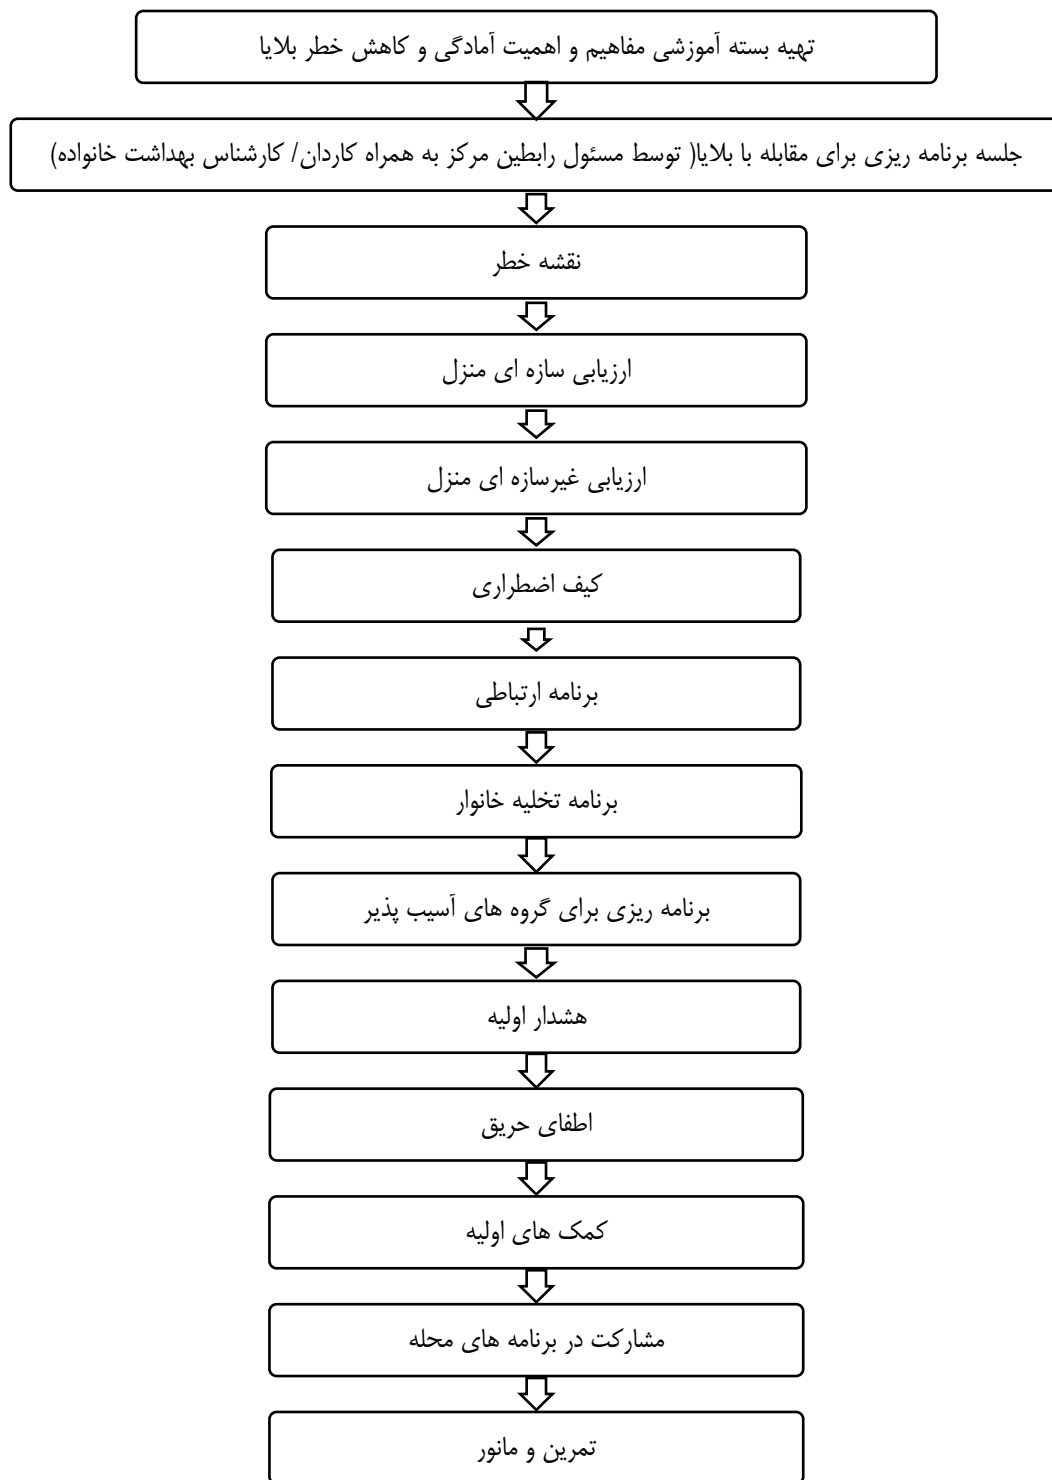 تهیه بسته آموزشی مفاهیم و اهمیت آمادگی و کاهش خطر بلایا
جلسه برنامه ریزی برای مقابله با بلایا( توسط مسئول رابطین مرکز به همراه کاردان/ کارشناس بهداشت خانواده)
نقشه خطر
ارزیابی سازه ای منزل
ارزیابی غیرسازه ای منزل
کیف اضطراری
برنامه ارتباطی
برنامه تخلیه خانوار
برنامه ریزی برای گروه های آسیب پذیر
هشدار اولیه
اطفای حریق
کمک های اولیه
مشارکت در برنامه های محله
تمرین و مانور